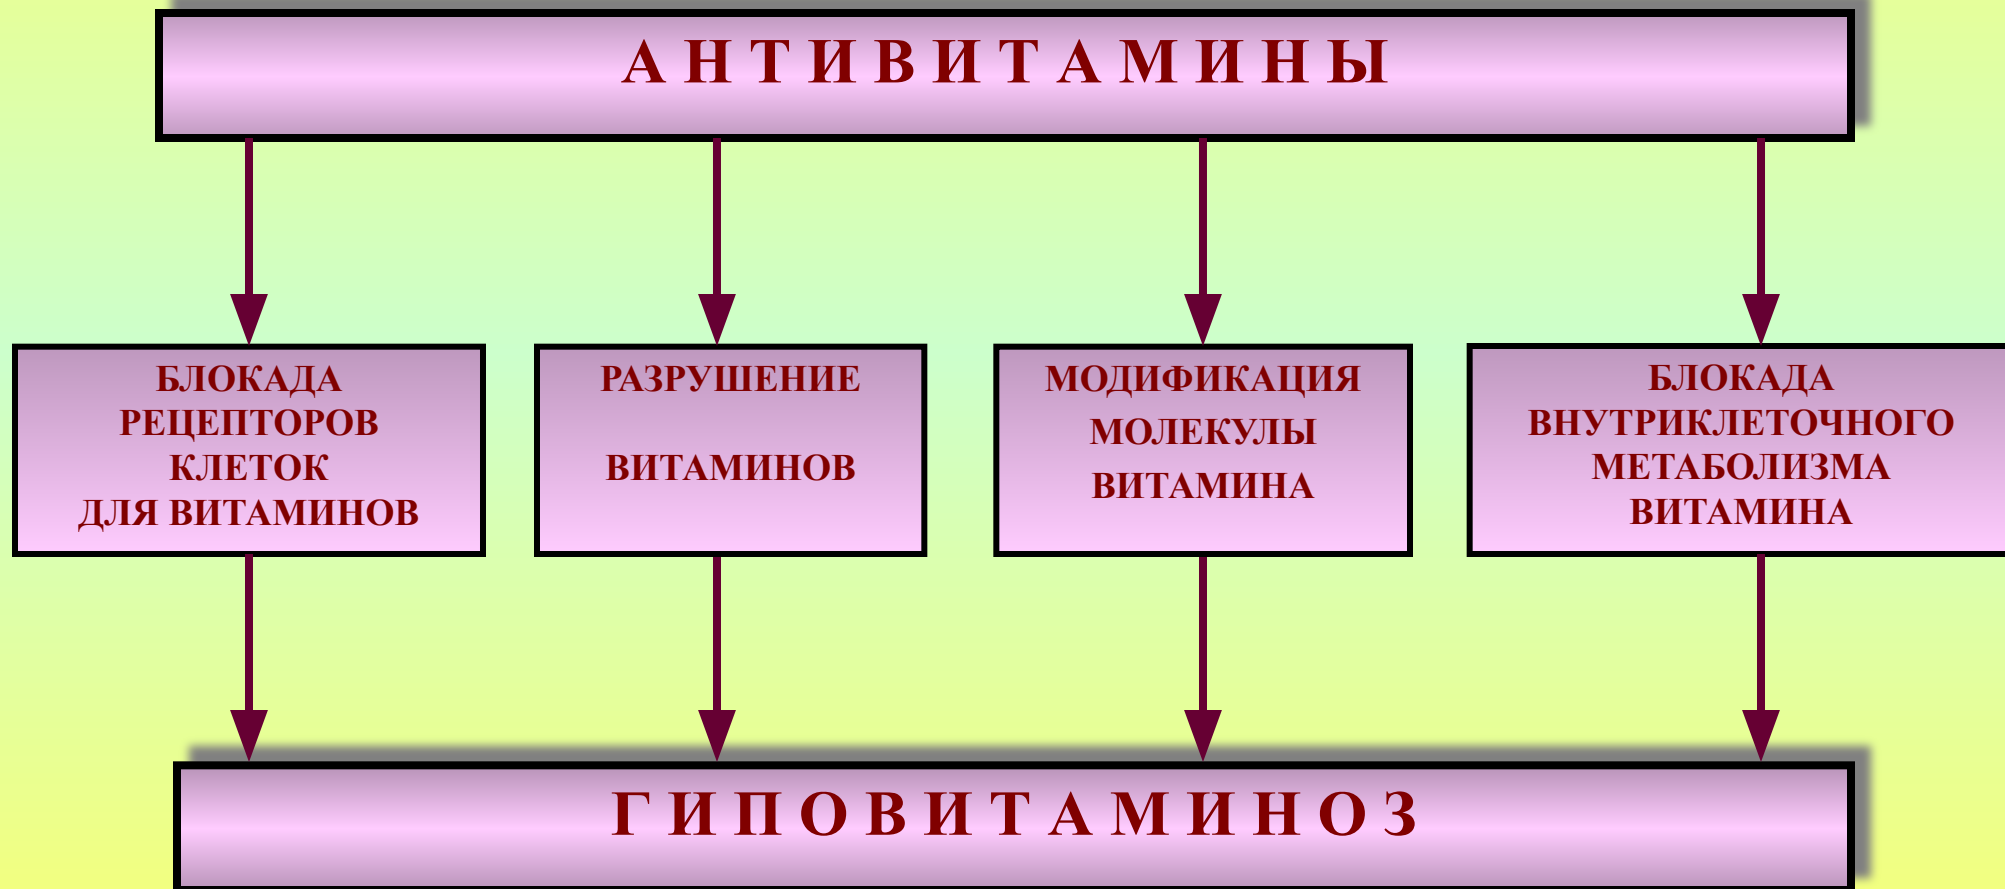 А Н Т И В И Т А М И Н Ы
БЛОКАДА
РЕЦЕПТОРОВ
КЛЕТОК
ДЛЯ ВИТАМИНОВ
РАЗРУШЕНИЕ
ВИТАМИНОВ
МОДИФИКАЦИЯ
МОЛЕКУЛЫ
ВИТАМИНА
БЛОКАДА
ВНУТРИКЛЕТОЧНОГО
МЕТАБОЛИЗМА
ВИТАМИНА
Г И П О В И Т А М И Н О З